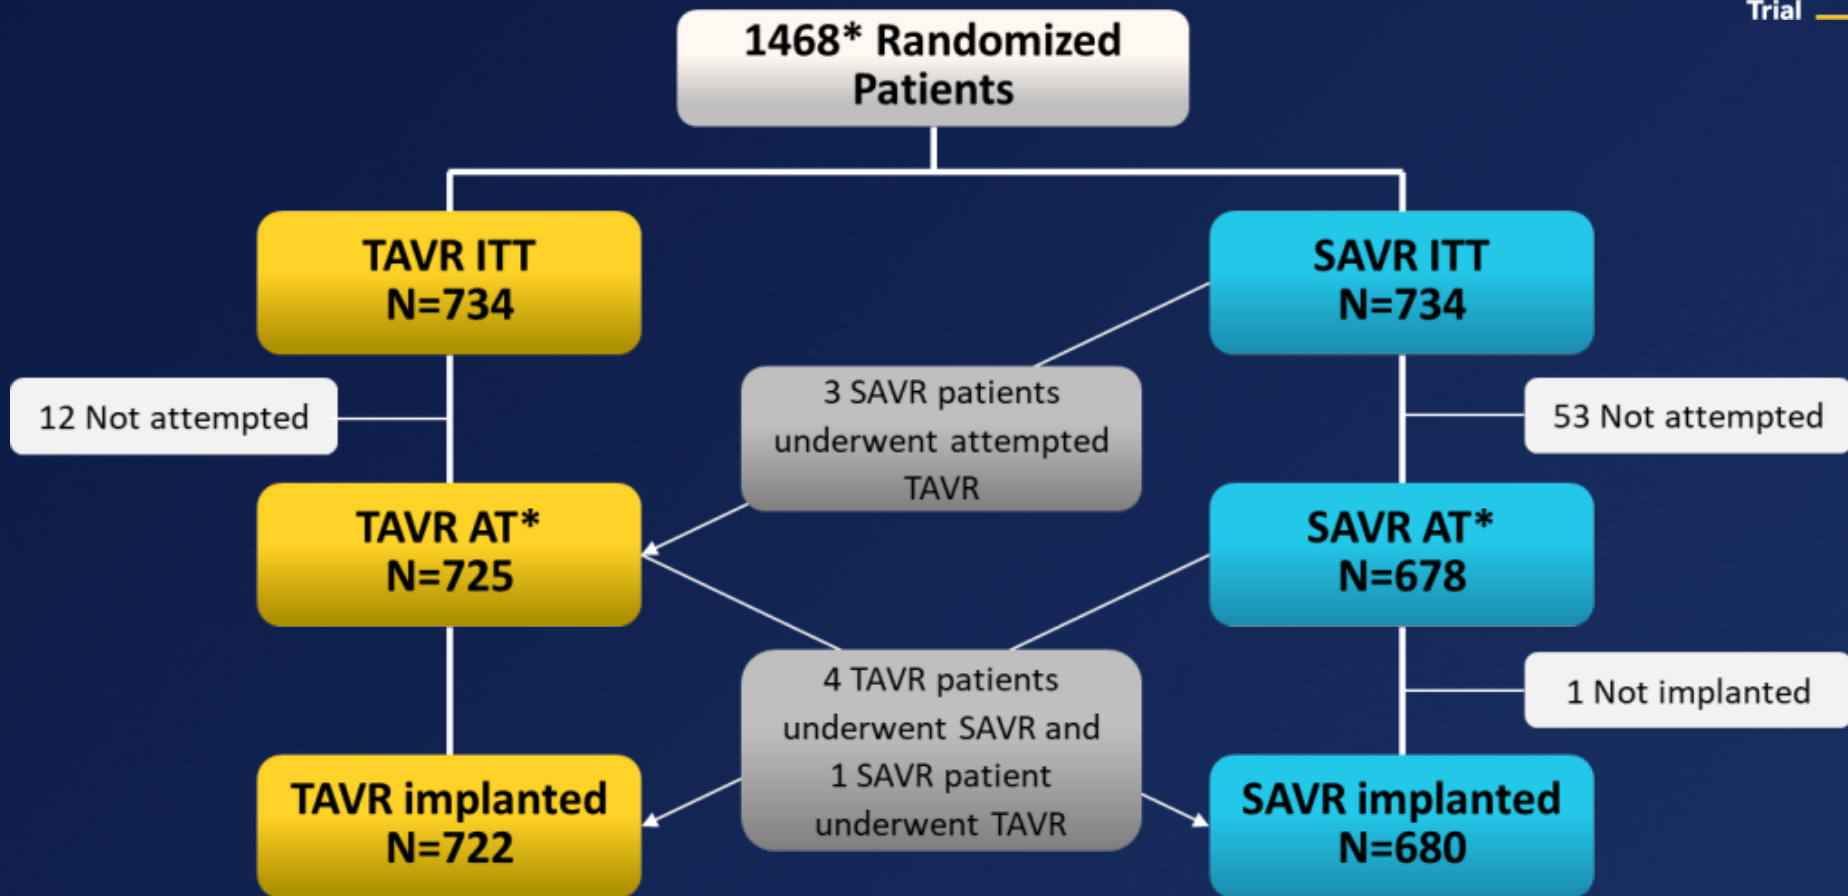 Trial
1468* Randomized
Patients
TAVR ITT
N=734
SAVR ITT
N=734
12 Not attempted
3 SAVR patients
underwent attempted
TAVR
53 Not attempted
TAVR AT*
N=725
SAVR AT*
N=678
4 TAVR patients
underwent SAVR and
1 SAVR patient
underwent TAVR
1 Not implanted
TAVR implanted
N=722
SAVR implanted
N=680